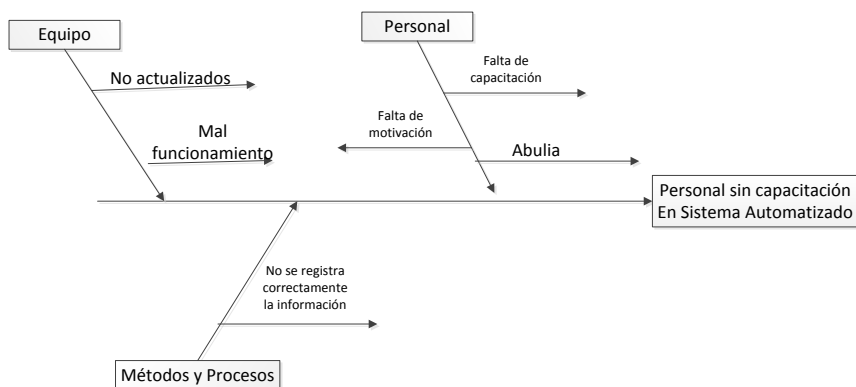 Equipo
Personal
No actualizados
Falta de
capacitación
Mal
funcionamiento
Falta de
motivación
Abulia
Personal sin capacitación
En Sistema Automatizado
No se registra
correctamente
la información
Métodos y Procesos